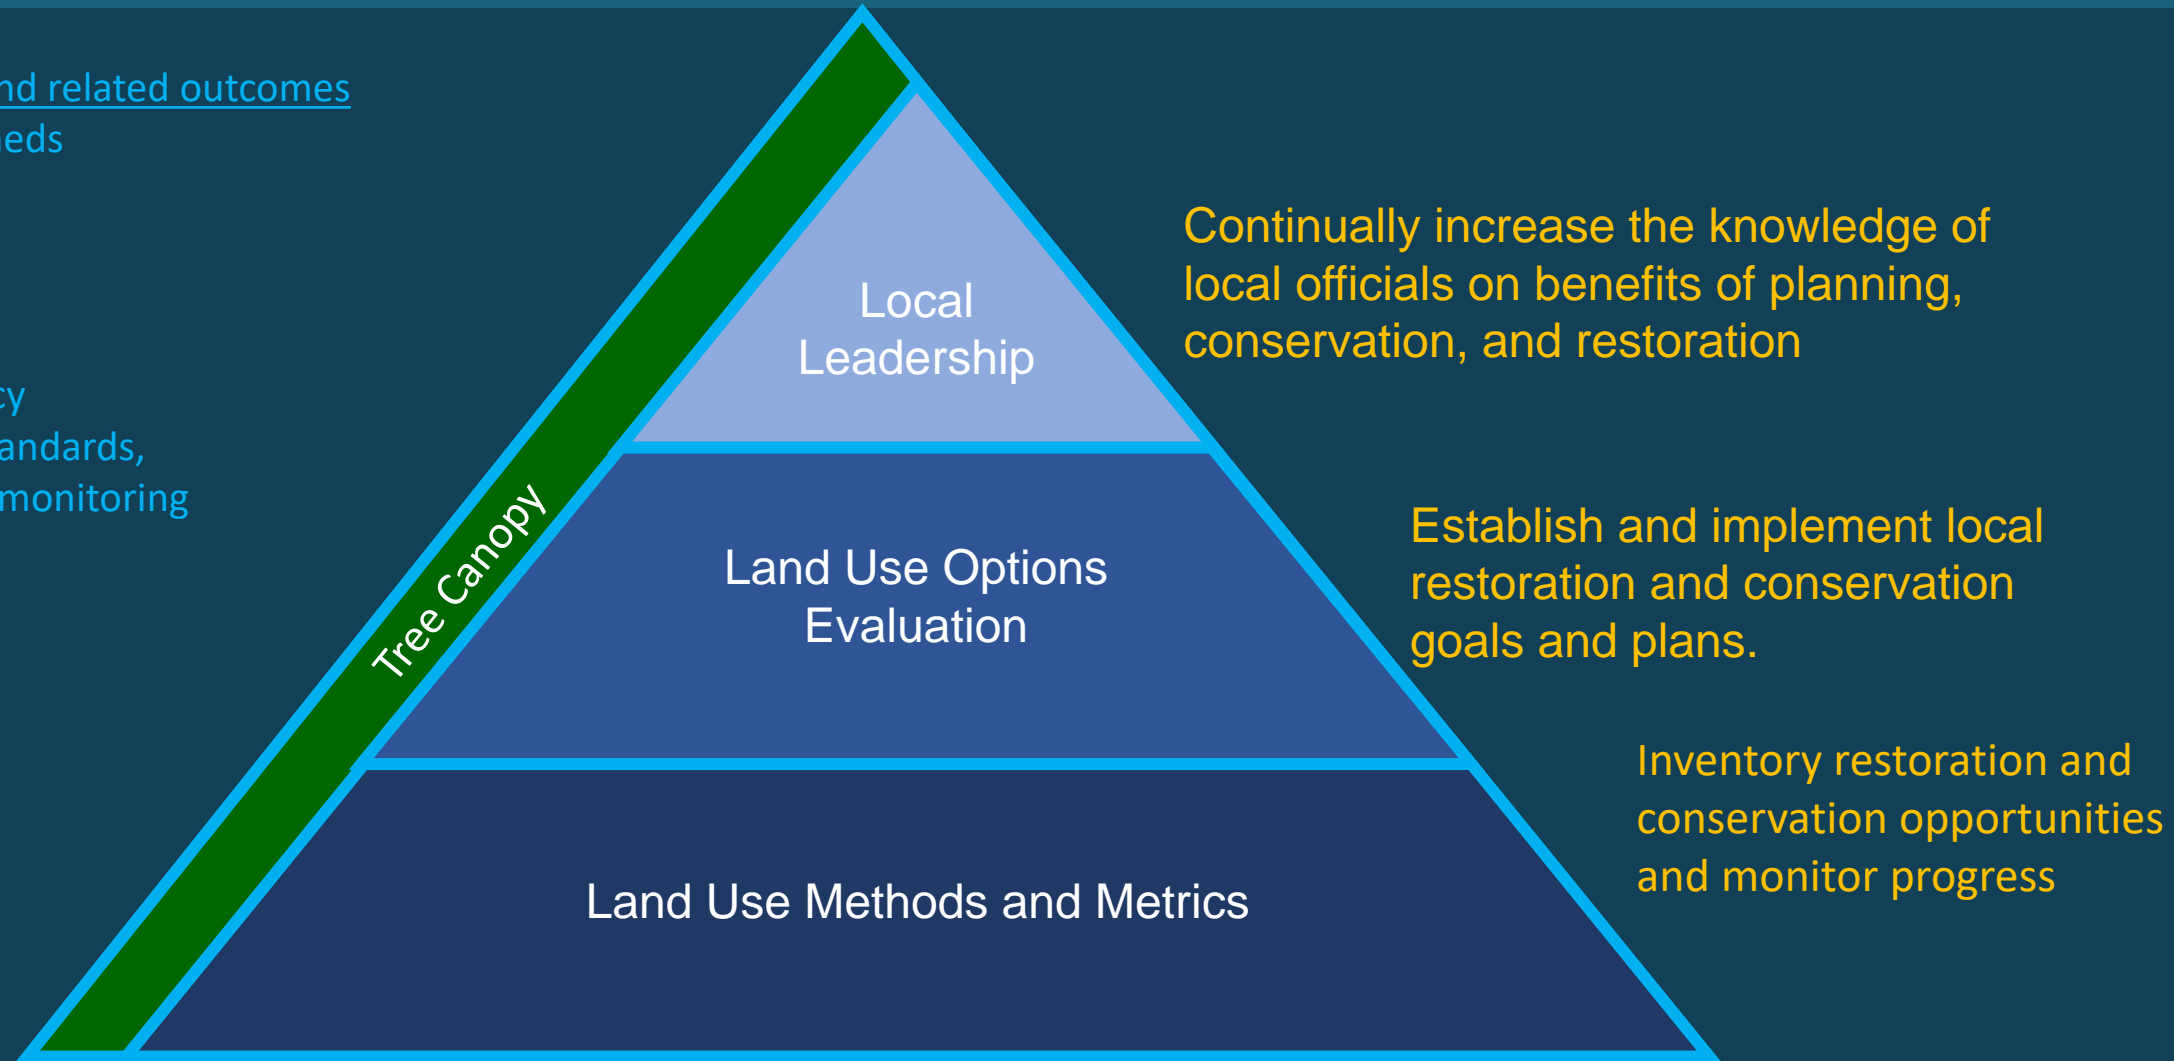 nd related outcomes
eds
cy
andards,
monitoring
Tree Canopy
Local
Leadership
Land Use Options
Evaluation
Land Use Methods and Metrics
Continually increase the knowledge of
local officials on benefits of planning,
conservation, and restoration
Establish and implement local
restoration and conservation
goals and plans.
Inventory restoration and
conservation opportunities
and monitor progress